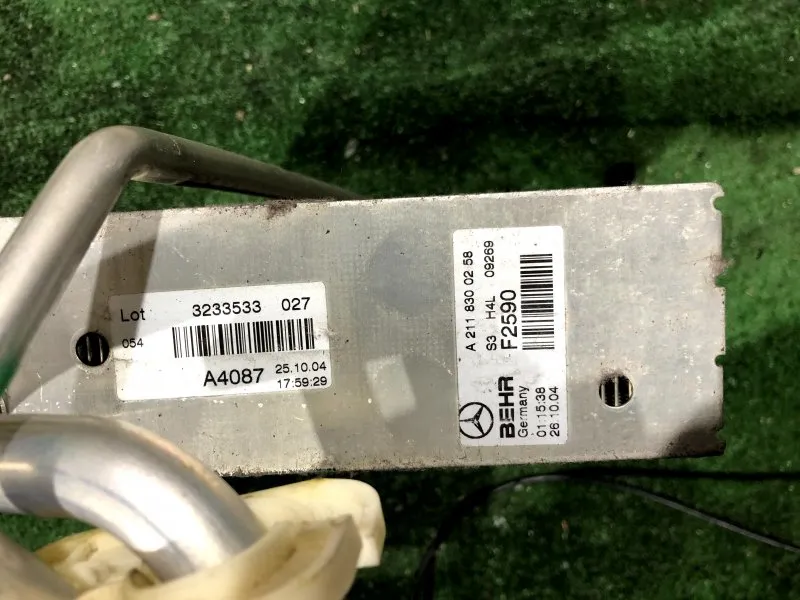 Lot 3233533 027
054
A4087 25.10.04
17:59:29
A 211 830 02 58
S3 H4L 09269
F2590
BEHR
Germany
01:15:38
26.10.04